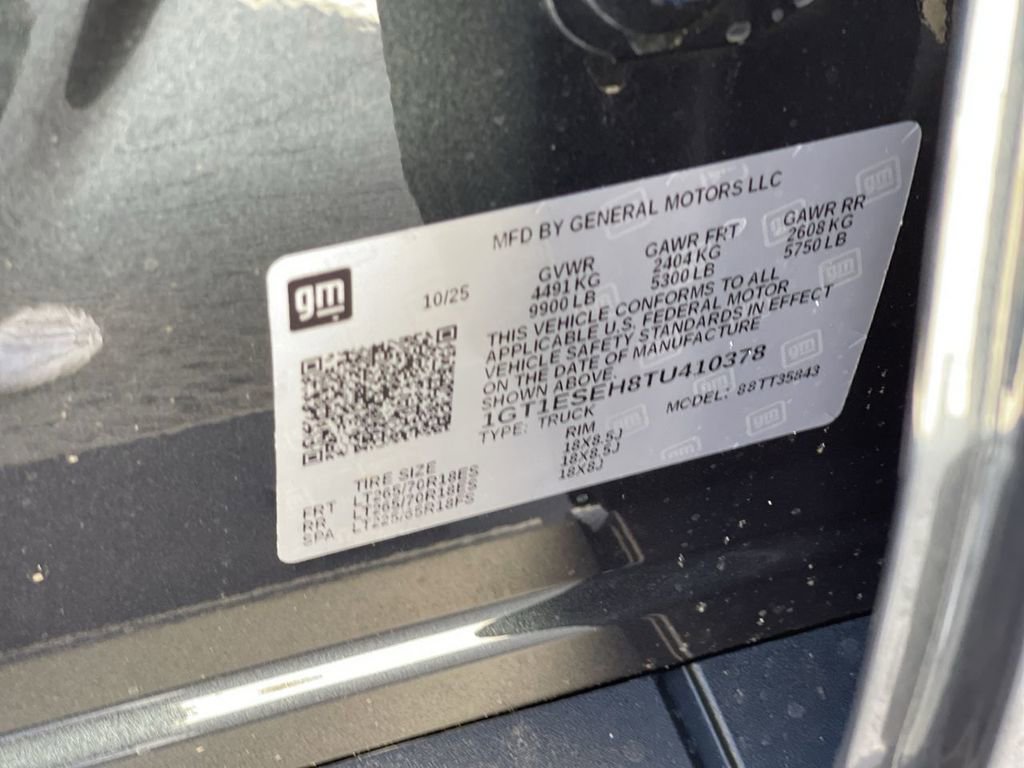 MFD BY GENERAL MOTORS LLC
gm
10/25
GVWR GAWR FRT GAWR RR
4491 KG 2404 KG 2608 KG
9900 LB 5300 LB 5750 LB
THIS VEHICLE CONFORMS TO ALL
APPLICABLE U.S. FEDERAL MOTOR
VEHICLE SAFETY STANDARDS IN EFFECT
ON THE DATE OF MANUFACTURE
SHOWN ABOVE.
1GT1ESEH8TU410378
TYPE: TRUCK MODEL: 88TT35843
TIRE SIZE RIM
FRT LT265/70R18ES 18X8.5J
RR LT265/70R18ES 18X8.5J
SPA 18X8J